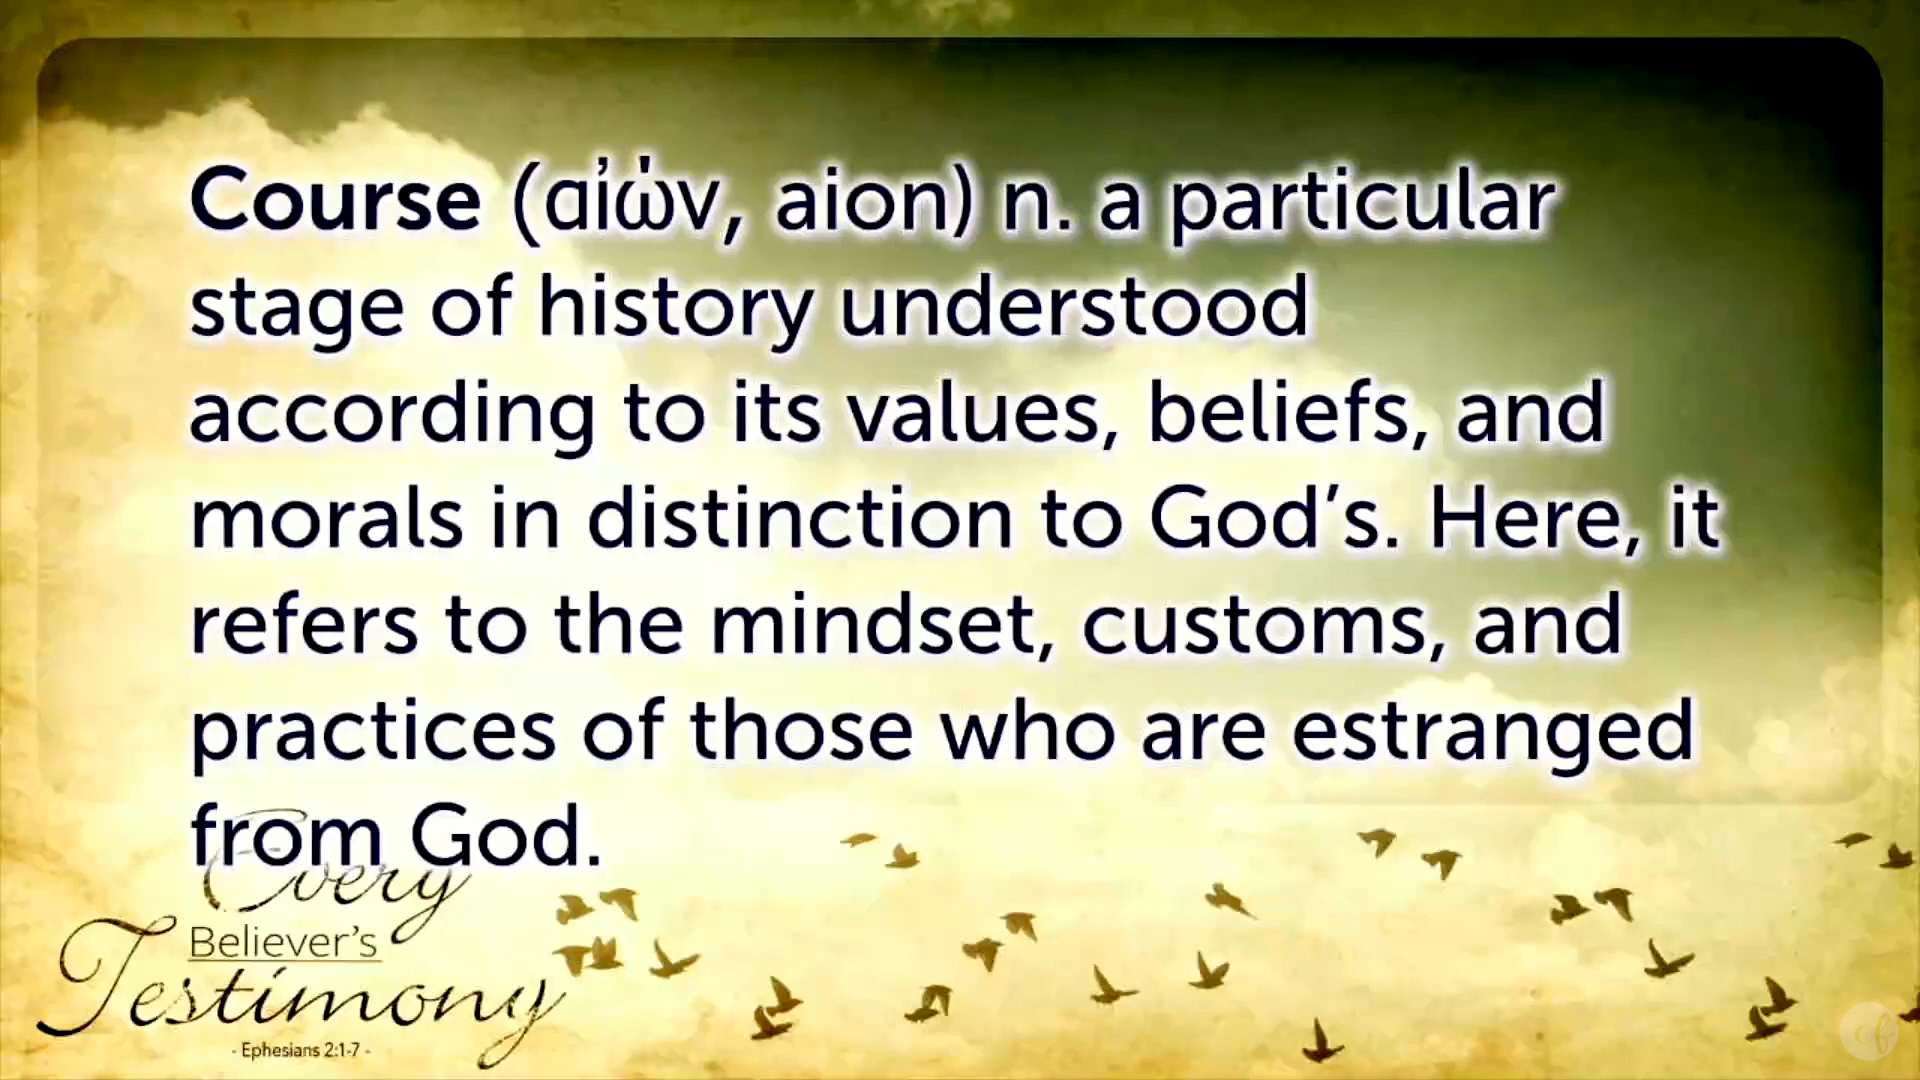 Course (αἰών, aion) n. a particular
stage of history understood
according to its values, beliefs, and
morals in distinction to God’s. Here, it
refers to the mindset, customs, and
practices of those who are estranged
from God.
Every
Believer’s
Testimony
- Ephesians 2:1-7 -